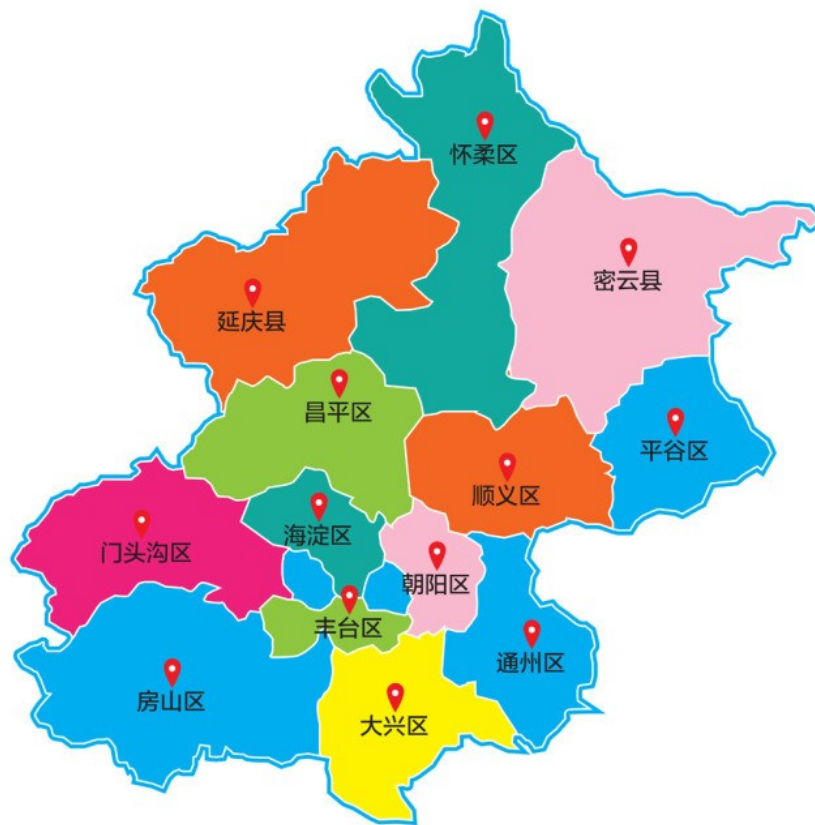 怀柔区
密云县
延庆县
昌平区
平谷区
顺义区
海淀区
门头沟区
朝阳区
丰台区
通州区
房山区
大兴区